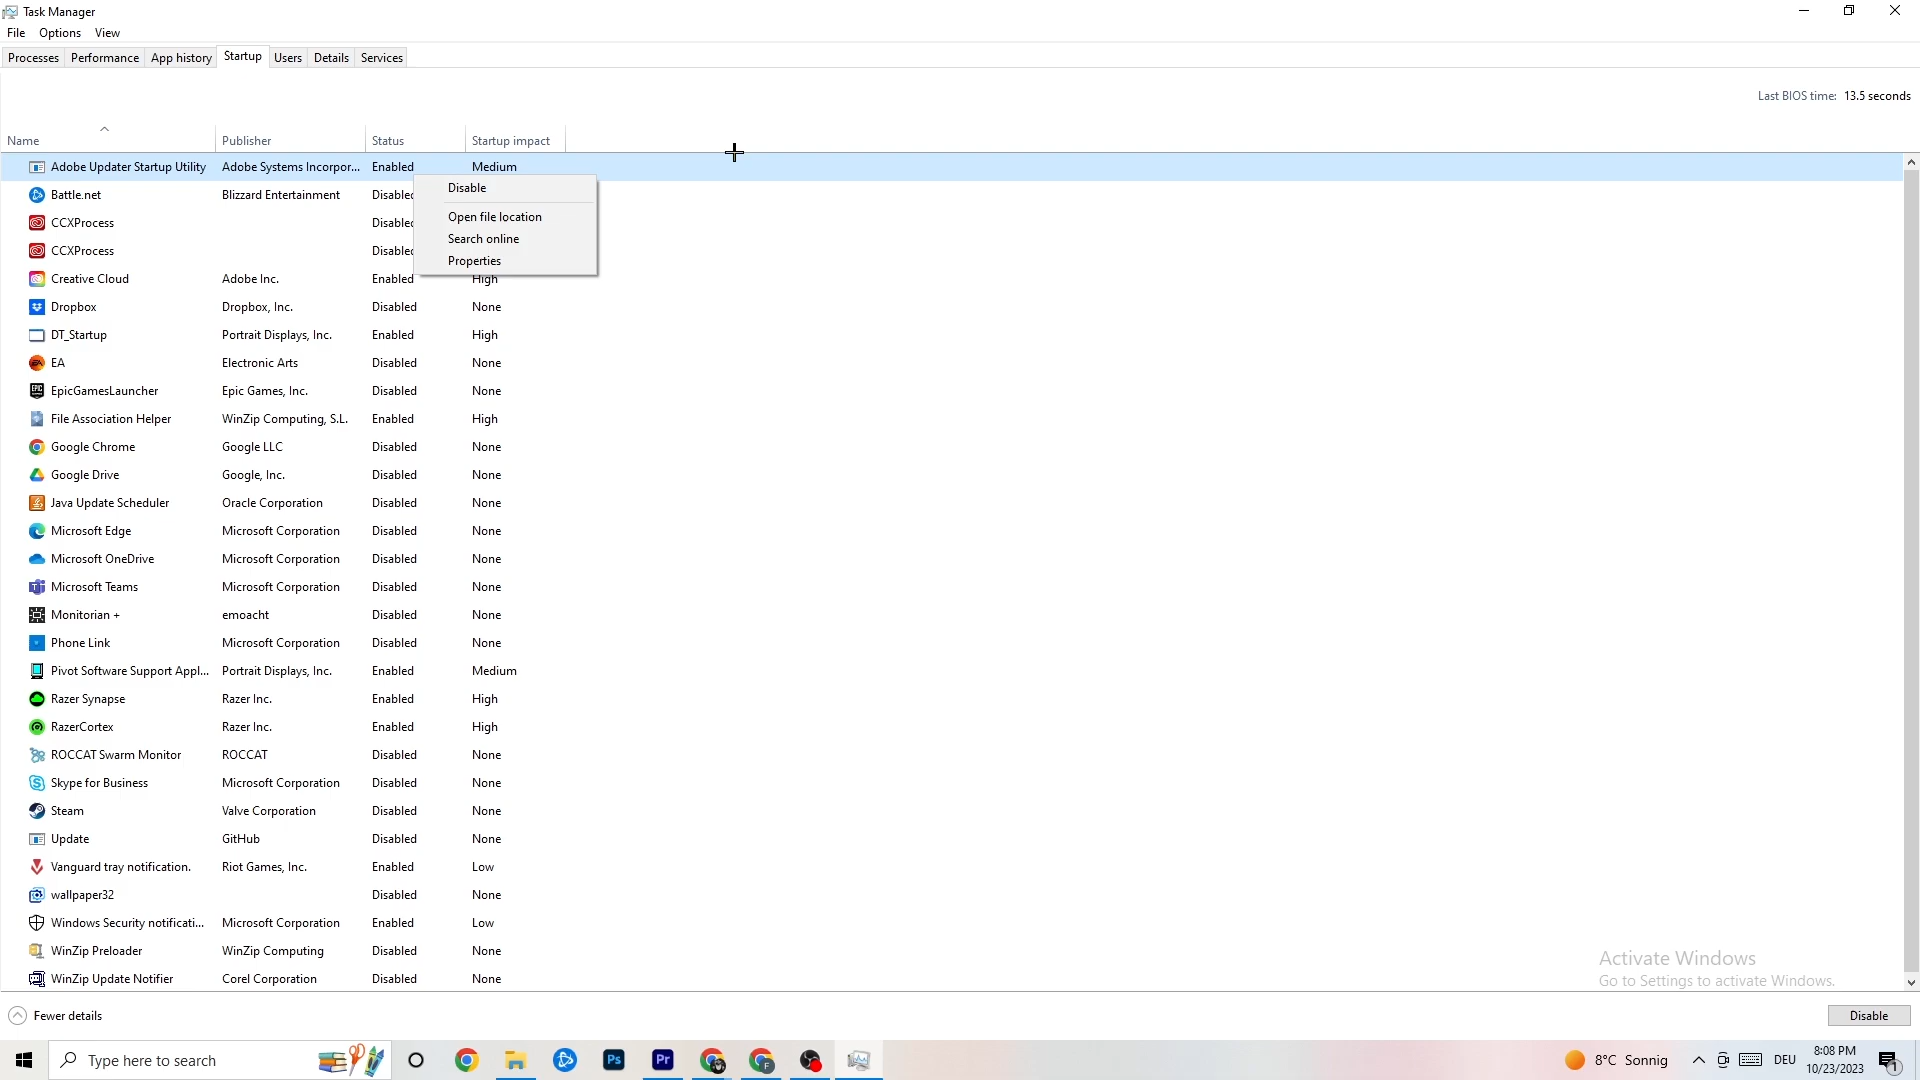 Task Manager
File Options View
Processes Performance App history Startup Users Details Services
Last BIOS time: 13.5 seconds
Name Publisher Status Startup impact
Adobe Updater Startup Utility Adobe Systems Incorpor... Enabled Medium
Disable
Battle.net Blizzard Entertainment Disabled
CCXProcess Disabled
Open file location
Search online
CCXProcess Disabled
Properties
Creative Cloud Adobe Inc. Enabled High
Dropbox Dropbox, Inc. Disabled None
DT_Startup Portrait Displays, Inc. Enabled High
EA Electronic Arts Disabled None
EpicGamesLauncher Epic Games, Inc. Disabled None
File Association Helper WinZip Computing, S.L. Enabled High
Google Chrome Google LLC Disabled None
Google Drive Google, Inc. Disabled None
Java Update Scheduler Oracle Corporation Disabled None
Microsoft Edge Microsoft Corporation Disabled None
Microsoft OneDrive Microsoft Corporation Disabled None
Microsoft Teams Microsoft Corporation Disabled None
Monitorian + emoacht Disabled None
Phone Link Microsoft Corporation Disabled None
Pivot Software Support Appl... Portrait Displays, Inc. Enabled Medium
Razer Synapse Razer Inc. Enabled High
RazerCortex Razer Inc. Enabled High
ROCCAT Swarm Monitor ROCCAT Disabled None
Skype for Business Microsoft Corporation Disabled None
Steam Valve Corporation Disabled None
Update GitHub Disabled None
Vanguard tray notification. Riot Games, Inc. Enabled Low
wallpaper32 Disabled None
Windows Security notificati... Microsoft Corporation Enabled Low
WinZip Preloader WinZip Computing Disabled None
WinZip Update Notifier Corel Corporation Disabled None
Activate Windows
Go to Settings to activate Windows.
Fewer details Disable
Type here to search
Ps Pr F
8°C Sonnig DEU 8:08 PM
10/23/2023
1